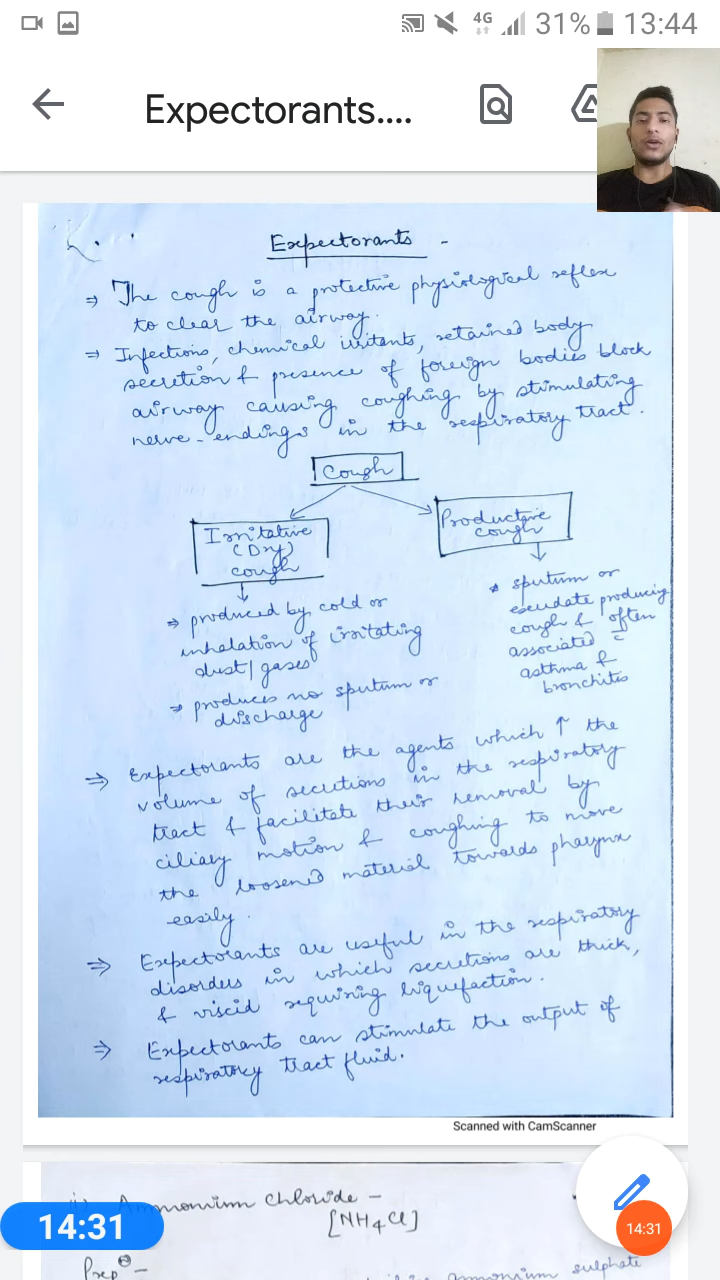 4G 31% 13:44
Expectorants....
Expectorants -
⇒ The cough is a protective physiological reflex
to clear the airway.
⇒ Infections, chemical irritants, retained body
secretion & presence of foreign bodies block
airway causing coughing by stimulating
nerve-endings in the respiratory tract.
Cough
Irritative
(Dry)
cough
Productive
cough
⇒ produced by cold or
inhalation of irritating
dust/gases
⇒ produces no sputum or
discharge
* sputum or
exudate producing
cough & often
associated c̄
asthma &
bronchitis
⇒ Expectorants are the agents which ↑ the
volume of secretions in the respiratory
tract & facilitate their removal by
ciliary motion & coughing to move
the loosened material towards pharynx
easily.
⇒ Expectorants are useful in the respiratory
disorders in which secretions are thick,
& viscid requiring liquefaction.
⇒ Expectorants can stimulate the output of
respiratory tract fluid.
Scanned with CamScanner
Ammonium chloride -
[NH4Cl]
14:31
14:31
Prep⊖ -
ammonium sulphate